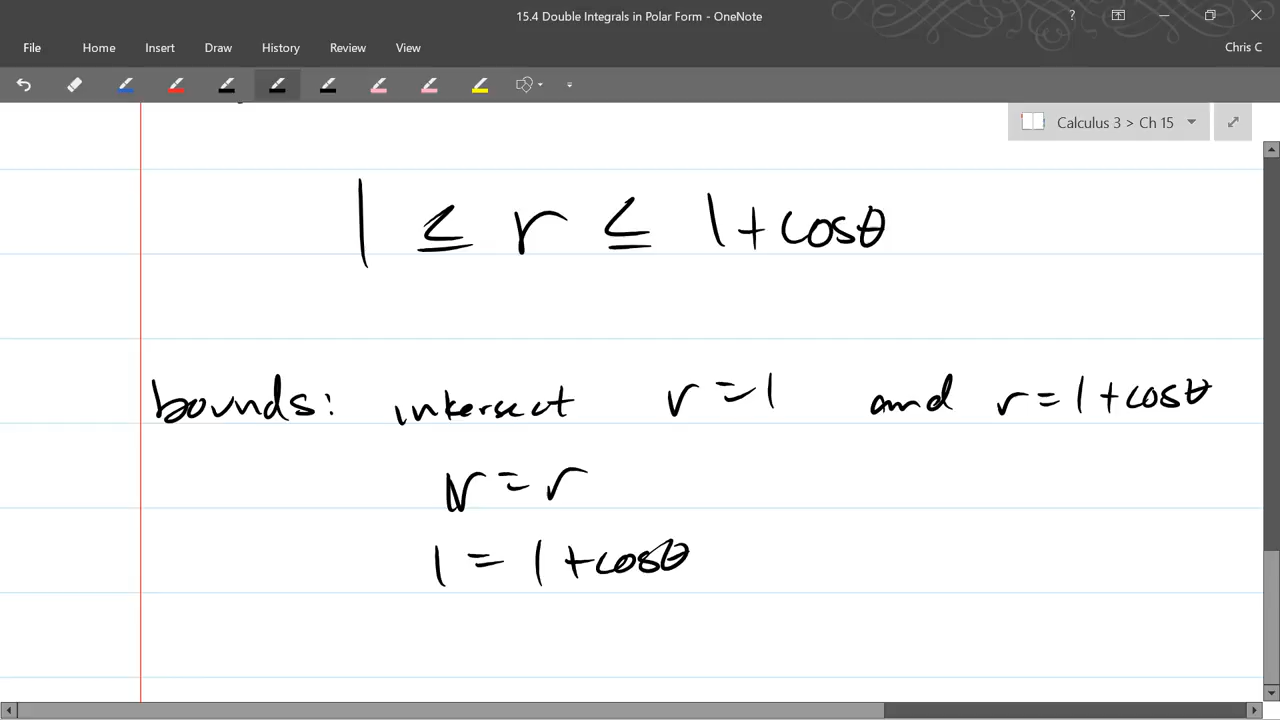 15.4 Double Integrals in Polar Form - OneNote
File Home Insert Draw History Review View Chris C
Calculus 3 > Ch 15
1 ≤ r ≤ 1+cosθ
bounds: intersect r=1 and r=1+cosθ
r=r
1=1+cosθ